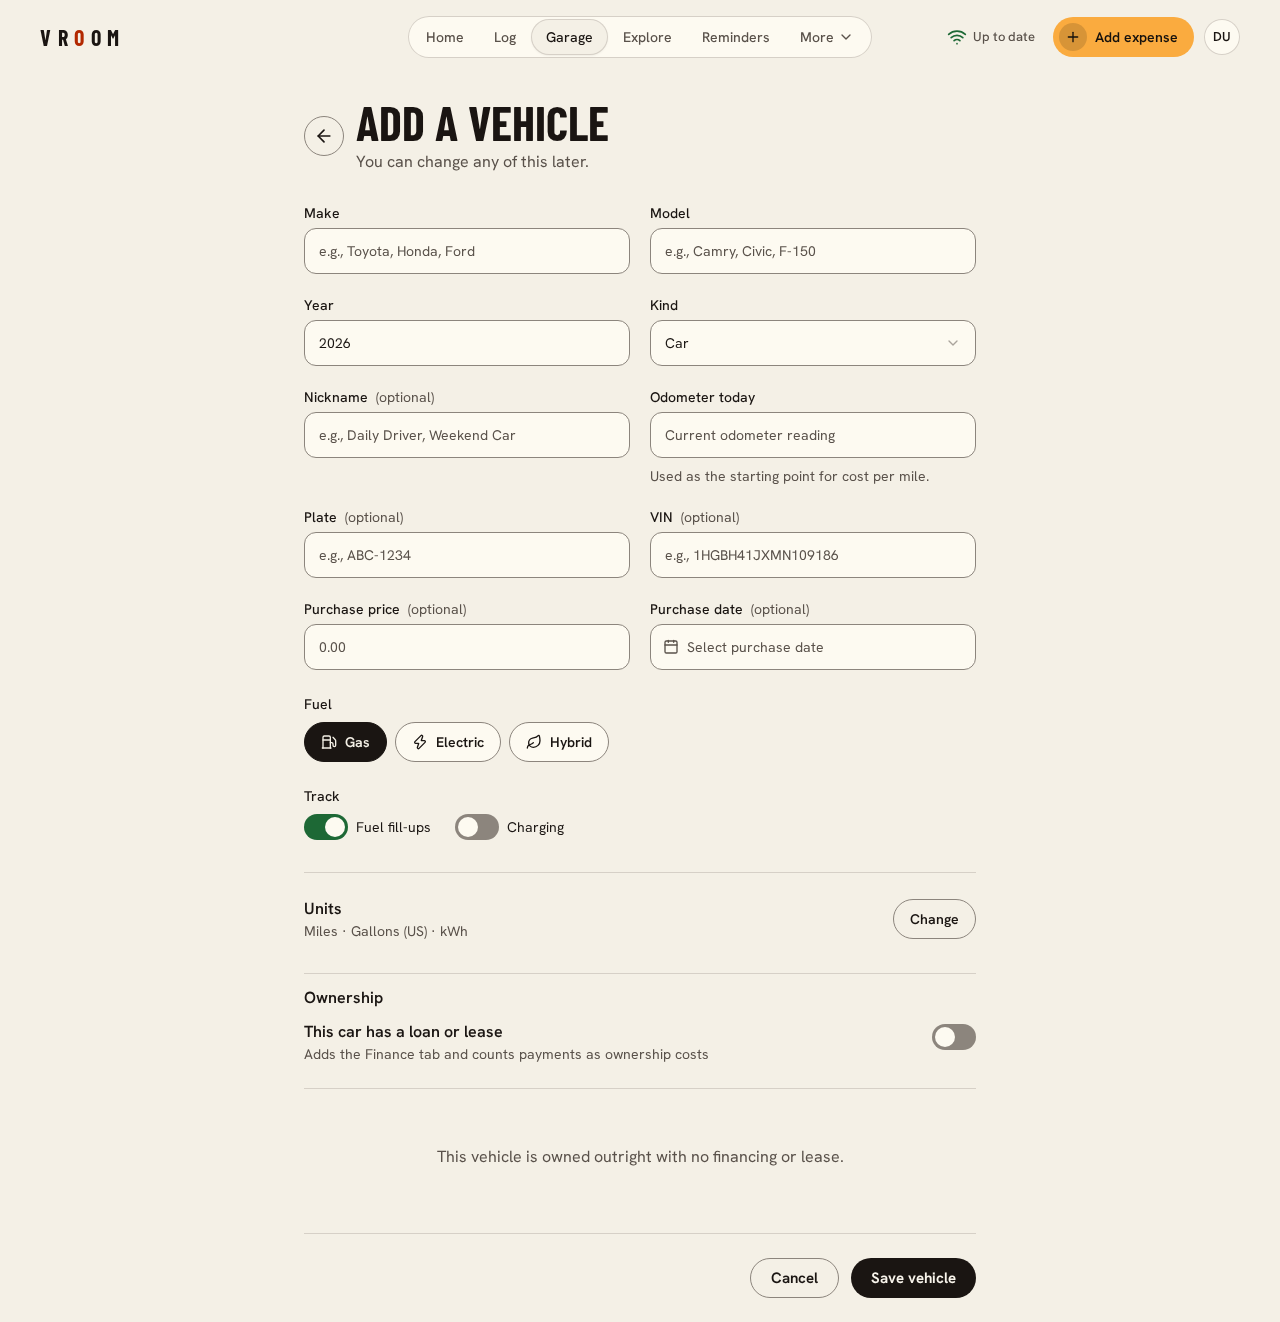 VROOM
Home
Log
Garage
Explore
Reminders
More
Up to date
Add expense
DU
ADD A VEHICLE
You can change any of this later.
Make
Model
e.g., Toyota, Honda, Ford
e.g., Camry, Civic, F-150
Year
Kind
2026
Car
Nickname (optional)
Odometer today
e.g., Daily Driver, Weekend Car
Current odometer reading
Used as the starting point for cost per mile.
Plate (optional)
VIN (optional)
e.g., ABC-1234
e.g., 1HGBH41JXMN109186
Purchase price (optional)
Purchase date (optional)
0.00
Select purchase date
Fuel
Gas
Electric
Hybrid
Track
Fuel fill-ups
Charging
Units
Miles · Gallons (US) · kWh
Change
Ownership
This car has a loan or lease
Adds the Finance tab and counts payments as ownership costs
This vehicle is owned outright with no financing or lease.
Cancel
Save vehicle